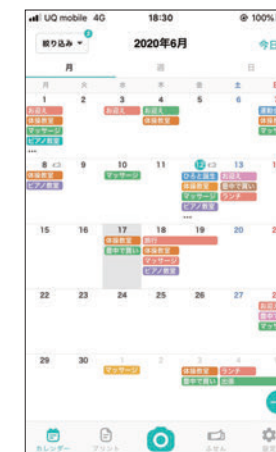 UQ mobile 4G 18:30 100%
絞り込み 2020年6月 今日
月 週 日
月 火 水 木 金 土
1 2 3 4 5 6
お迎え お迎え お迎え
体操教室 体操教室
マッサージ
ピアノ教室
8 9 10 11 12 13
体操教室 マッサージ ひろと誕生 お迎え
ピアノ教室 体操教室 豊中で買い
マッサージ ランチ
ピアノ教室
15 16 17 18 19 20
体操教室 旅行
豊中で買い 体操教室
マッサージ
ピアノ教室
22 23 24 25 26 27
29 30 1 2 3 4
マッサージ 体操教室 ランチ
豊中で買い 出張
カレンダー プリント ふせん 設定